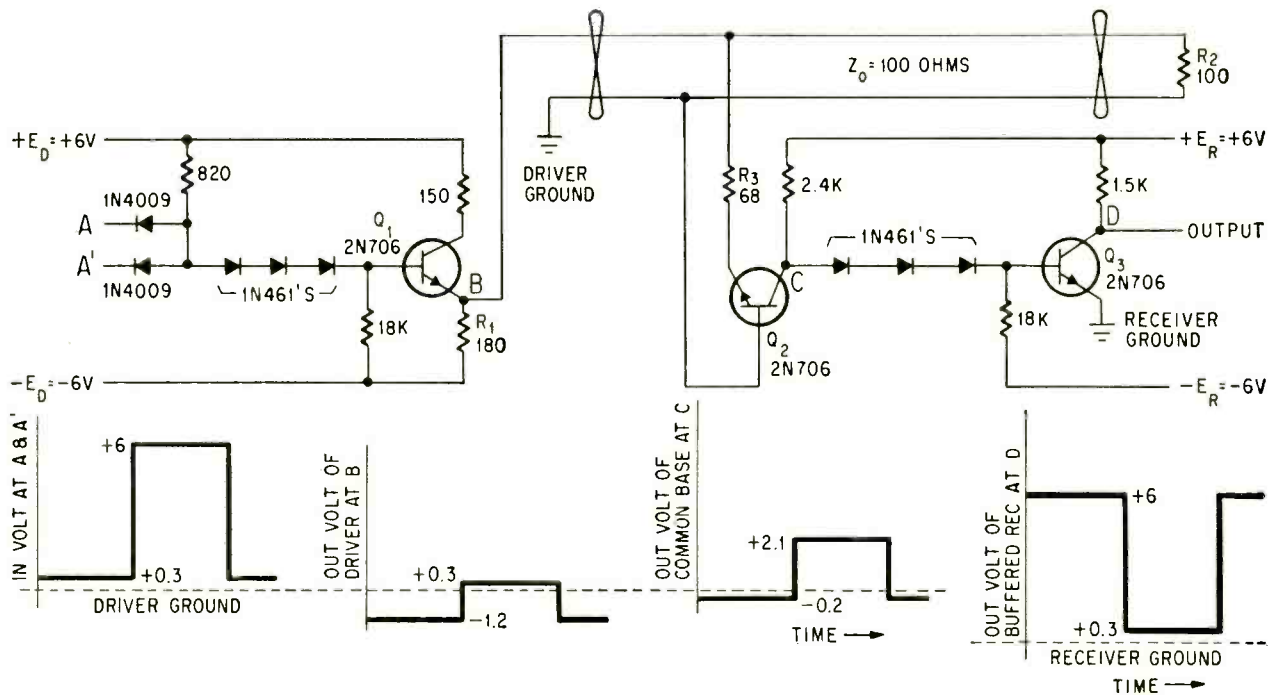 Z₀ = 100 OHMS
R2
100
+E_D = +6V
820
1N4009
A
A'
1N4009
1N461'S
18K
150
Q₁
2N706
B
R₁
180
-E_D = -6V
DRIVER
GROUND
R3
68
2.4K
C
Q₂
2N706
1N461'S
18K
+E_R = +6V
1.5K
D
OUTPUT
Q₃
2N706
RECEIVER
GROUND
-E_R = -6V
IN VOLT AT A & A'
+6
+0.3
DRIVER GROUND
OUT VOLT OF
DRIVER AT B
+0.3
-1.2
OUT VOLT OF
COMMON BASE AT C
+2.1
-0.2
TIME
OUT VOLT OF
BUFFERED REC AT D
+6
+0.3
RECEIVER GROUND
TIME